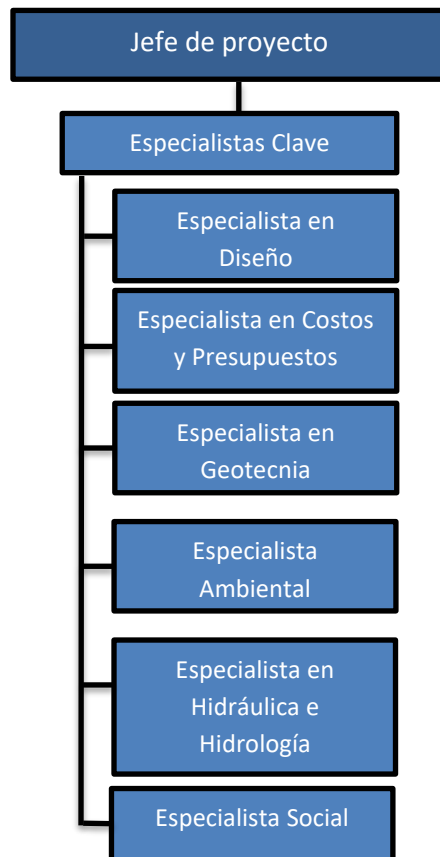 Jefe de proyecto
Especialistas Clave
Especialista en
Diseño
Especialista en Costos
y Presupuestos
Especialista en
Geotecnia
Especialista
Ambiental
Especialista en
Hidráulica e
Hidrología
Especialista Social